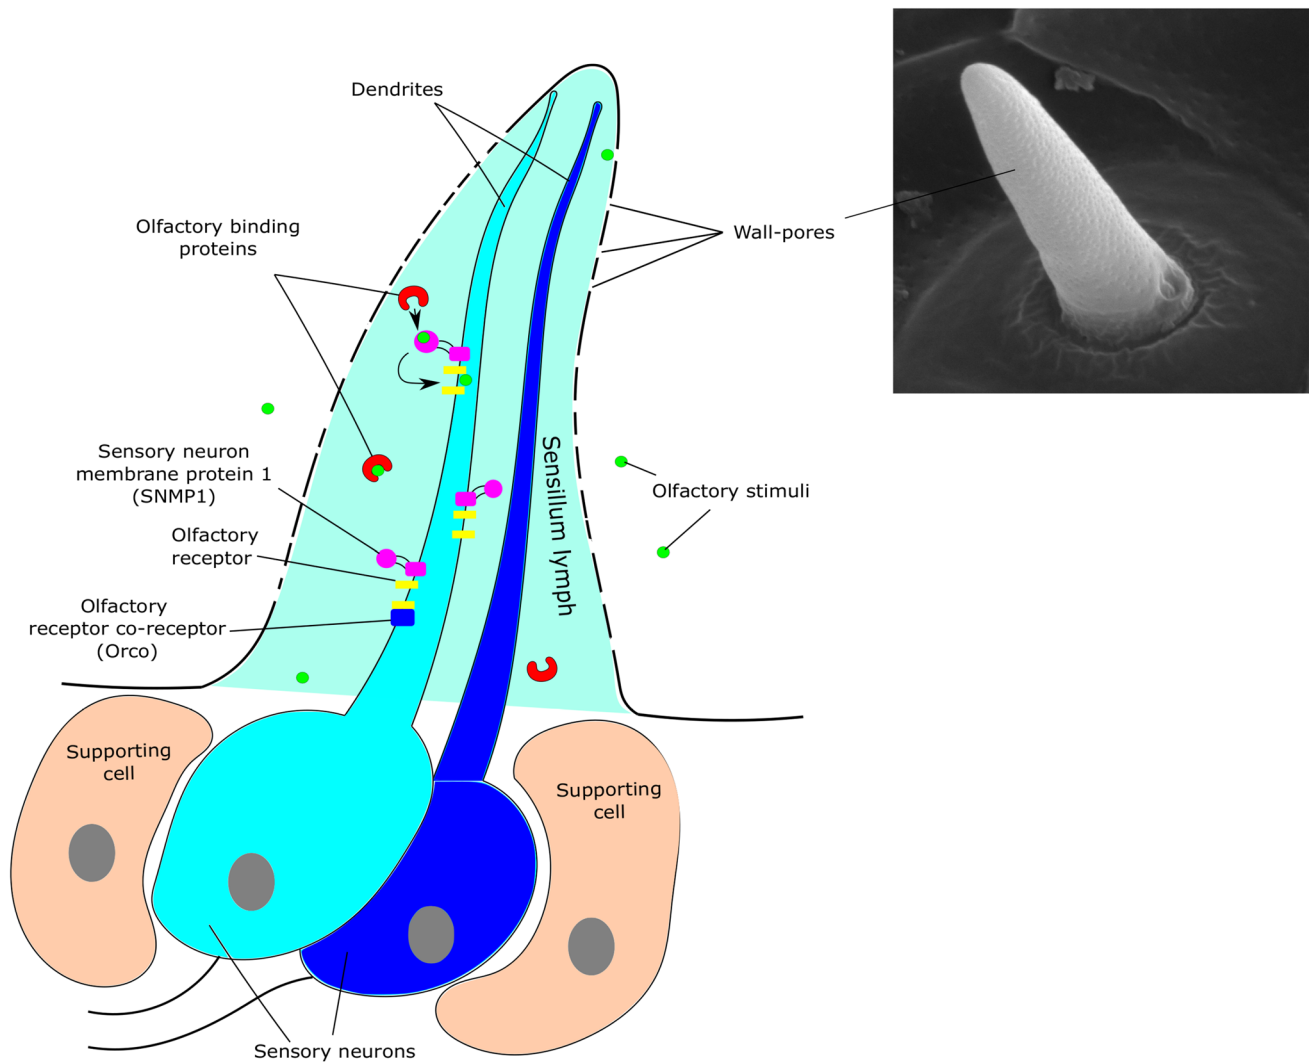 Dendrites
Olfactory binding
proteins
Wall-pores
Sensory neuron
membrane protein 1
(SNMP1)
Olfactory stimuli
Sensillum lymph
Olfactory
receptor
Olfactory
receptor co-receptor
(Orco)
Supporting
cell
Supporting
cell
Sensory neurons